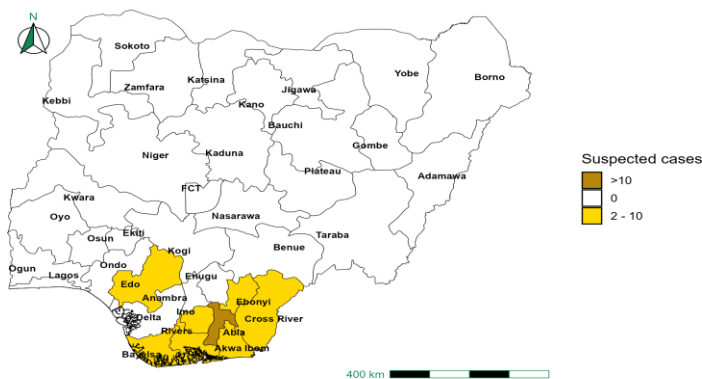 N
Sokoto
Yobe
Borno
Katsina
Zamfara
Jigawa
Kebbi
Kano
Bauchi
Gombe
Niger
Kaduna
Plateau
Adamawa
FCT
Kwara
Nasarawa
Oyo
Ekiti
Taraba
Osun
Kogi
Benue
Ondo
Ogun
Lagos
Enugu
Edo
Anambra
Ebonyi
Imo
Delta
Cross River
Rivers
Abia
Akwa Ibom
Bayelsa
Suspected cases
>10
0
2 - 10
400 km